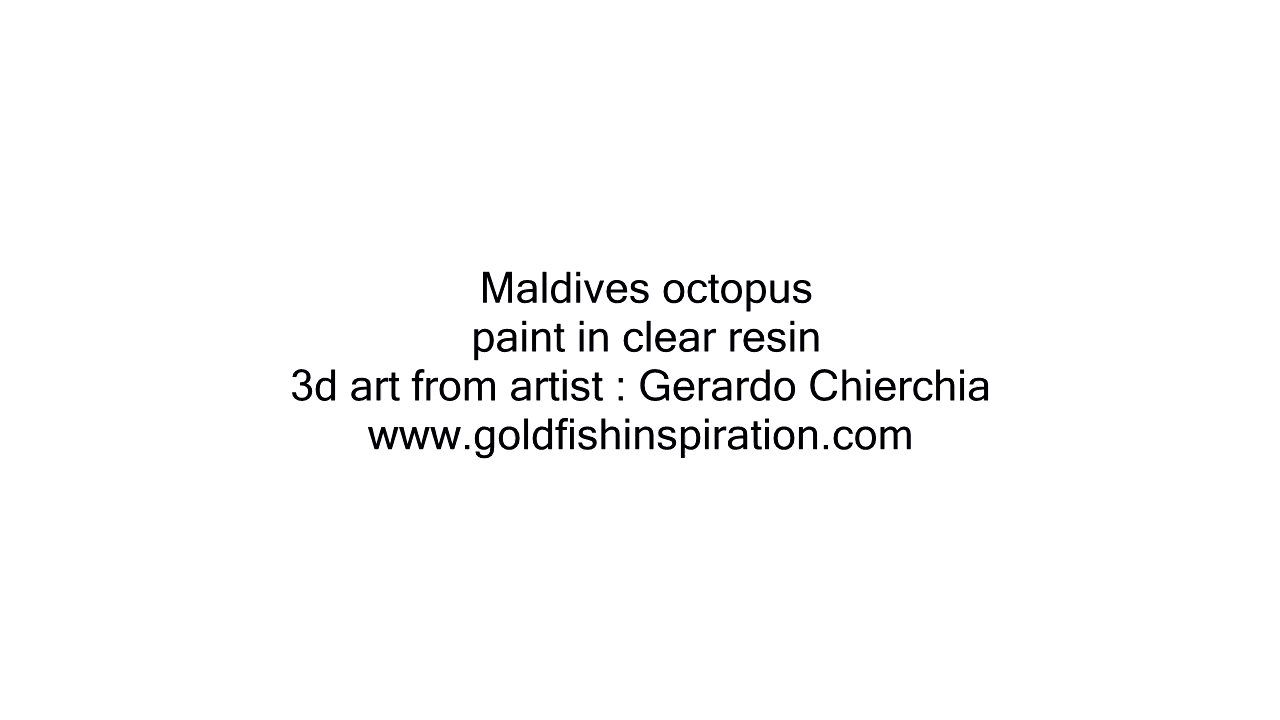 Maldives octopus
paint in clear resin
3d art from artist : Gerardo Chierchia
www.goldfishinspiration.com